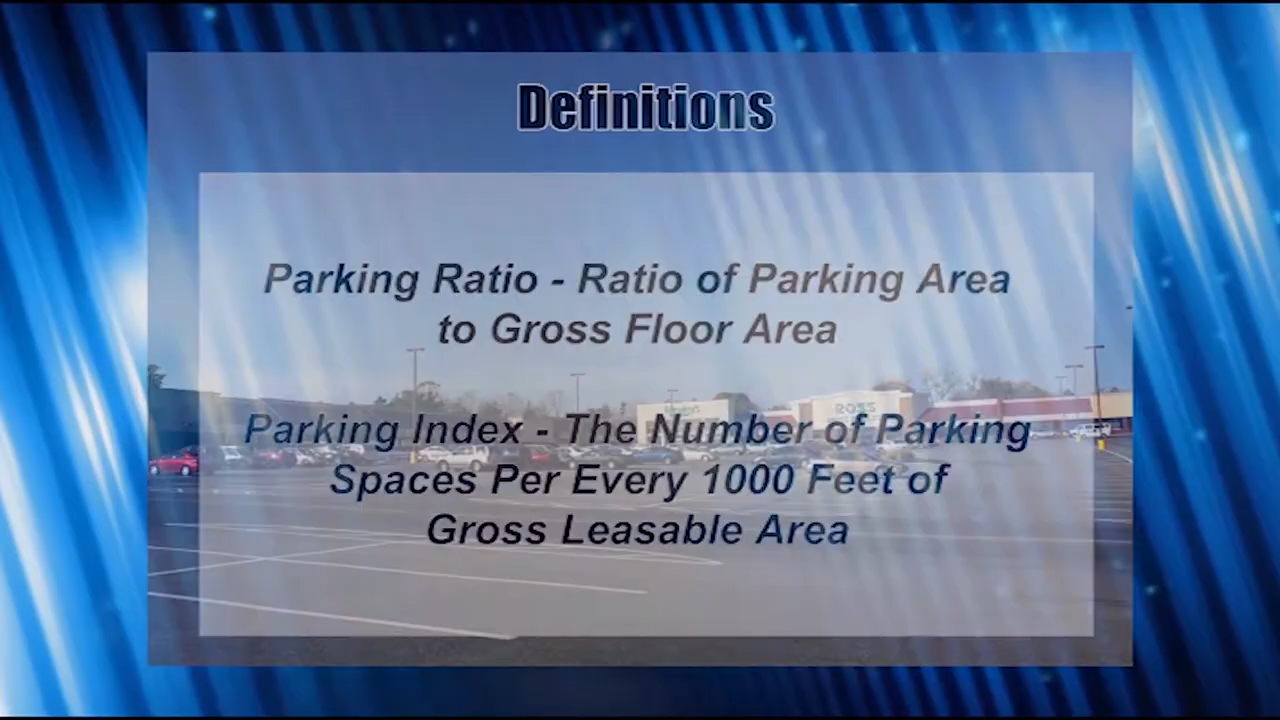 Definitions
Parking Ratio - Ratio of Parking Area
to Gross Floor Area
ROSS
Parking Index - The Number of Parking
Spaces Per Every 1000 Feet of
Gross Leasable Area